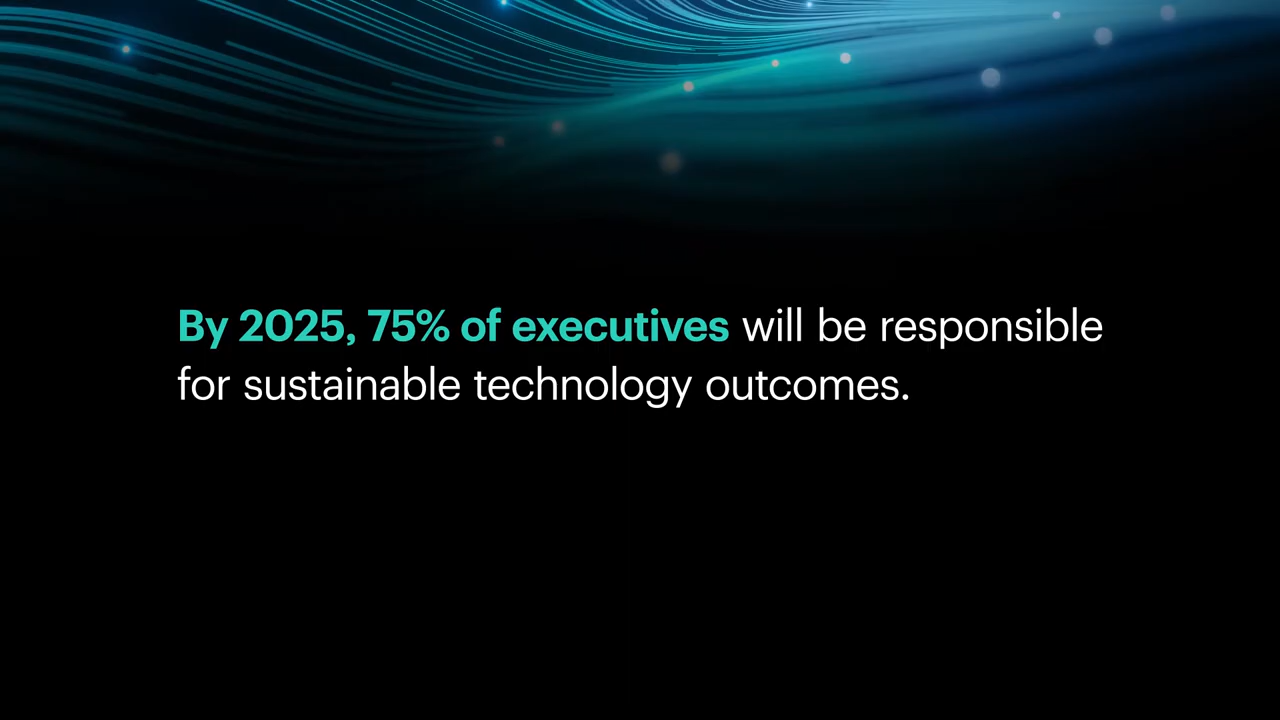 By 2025, 75% of executives will be responsible
for sustainable technology outcomes.